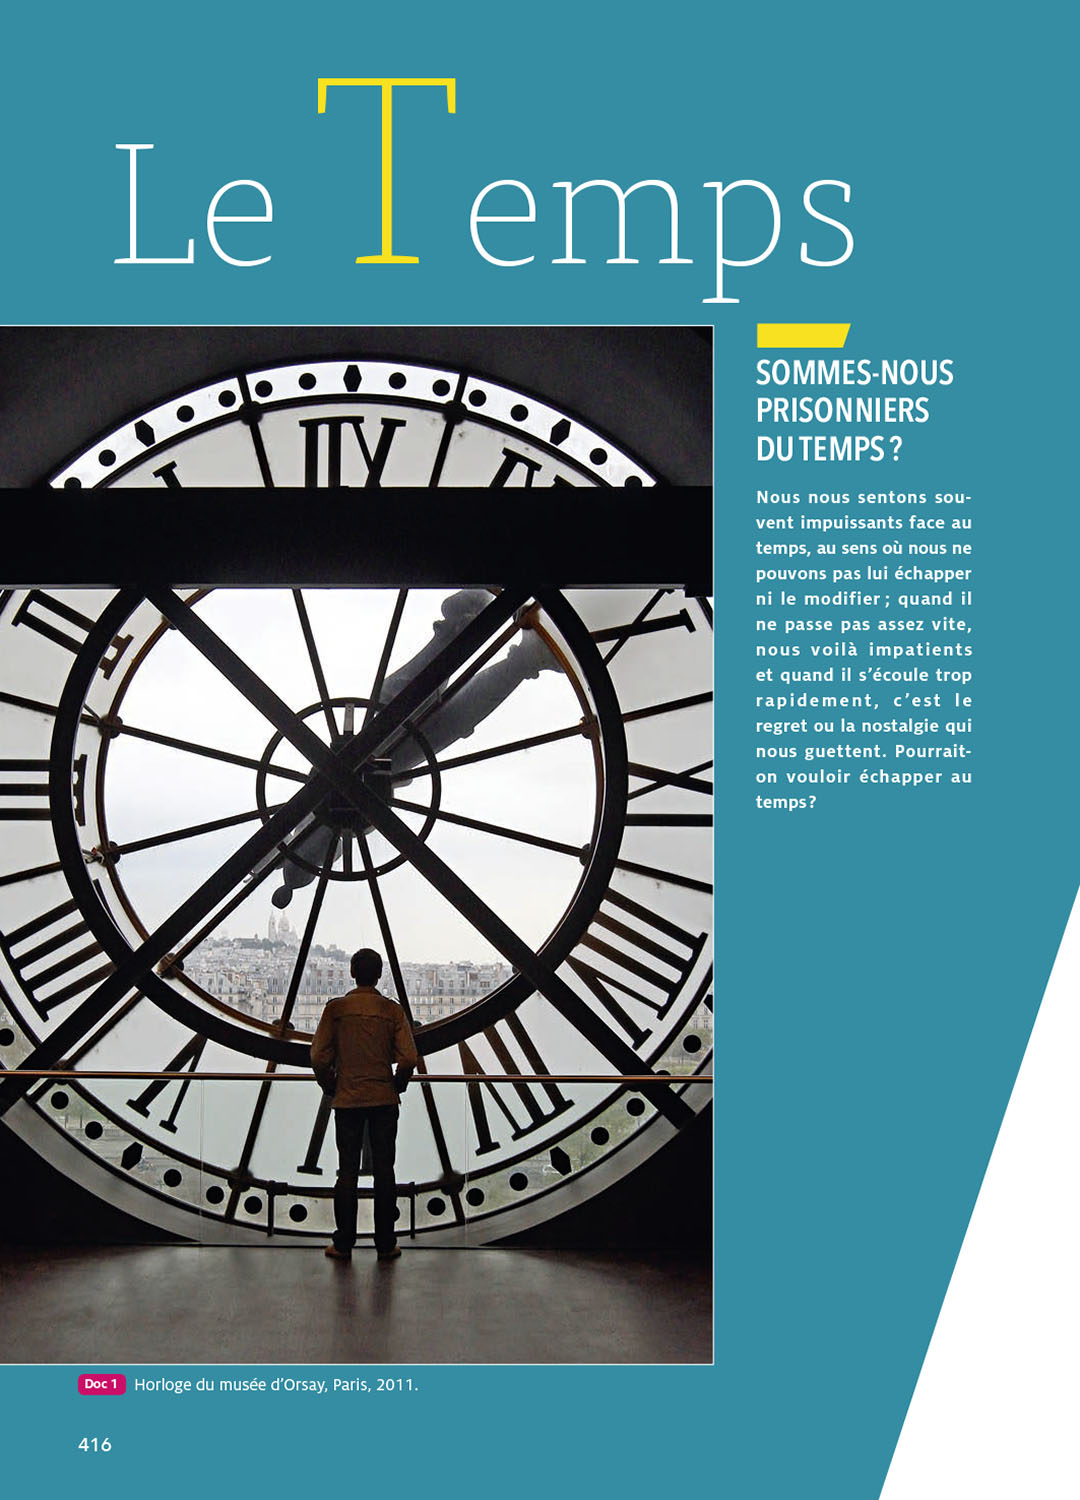 Le Temps
SOMMES-NOUS
PRISONNIERS
DU TEMPS ?
Nous nous sentons sou-
vent impuissants face au
temps, au sens où nous ne
pouvons pas lui échapper
ni le modifier ; quand il
ne passe pas assez vite,
nous voilà impatients
et quand il s’écoule trop
rapidement, c’est le
regret ou la nostalgie qui
nous guettent. Pourrait-
on vouloir échapper au
temps ?
Doc 1 Horloge du musée d’Orsay, Paris, 2011.
416